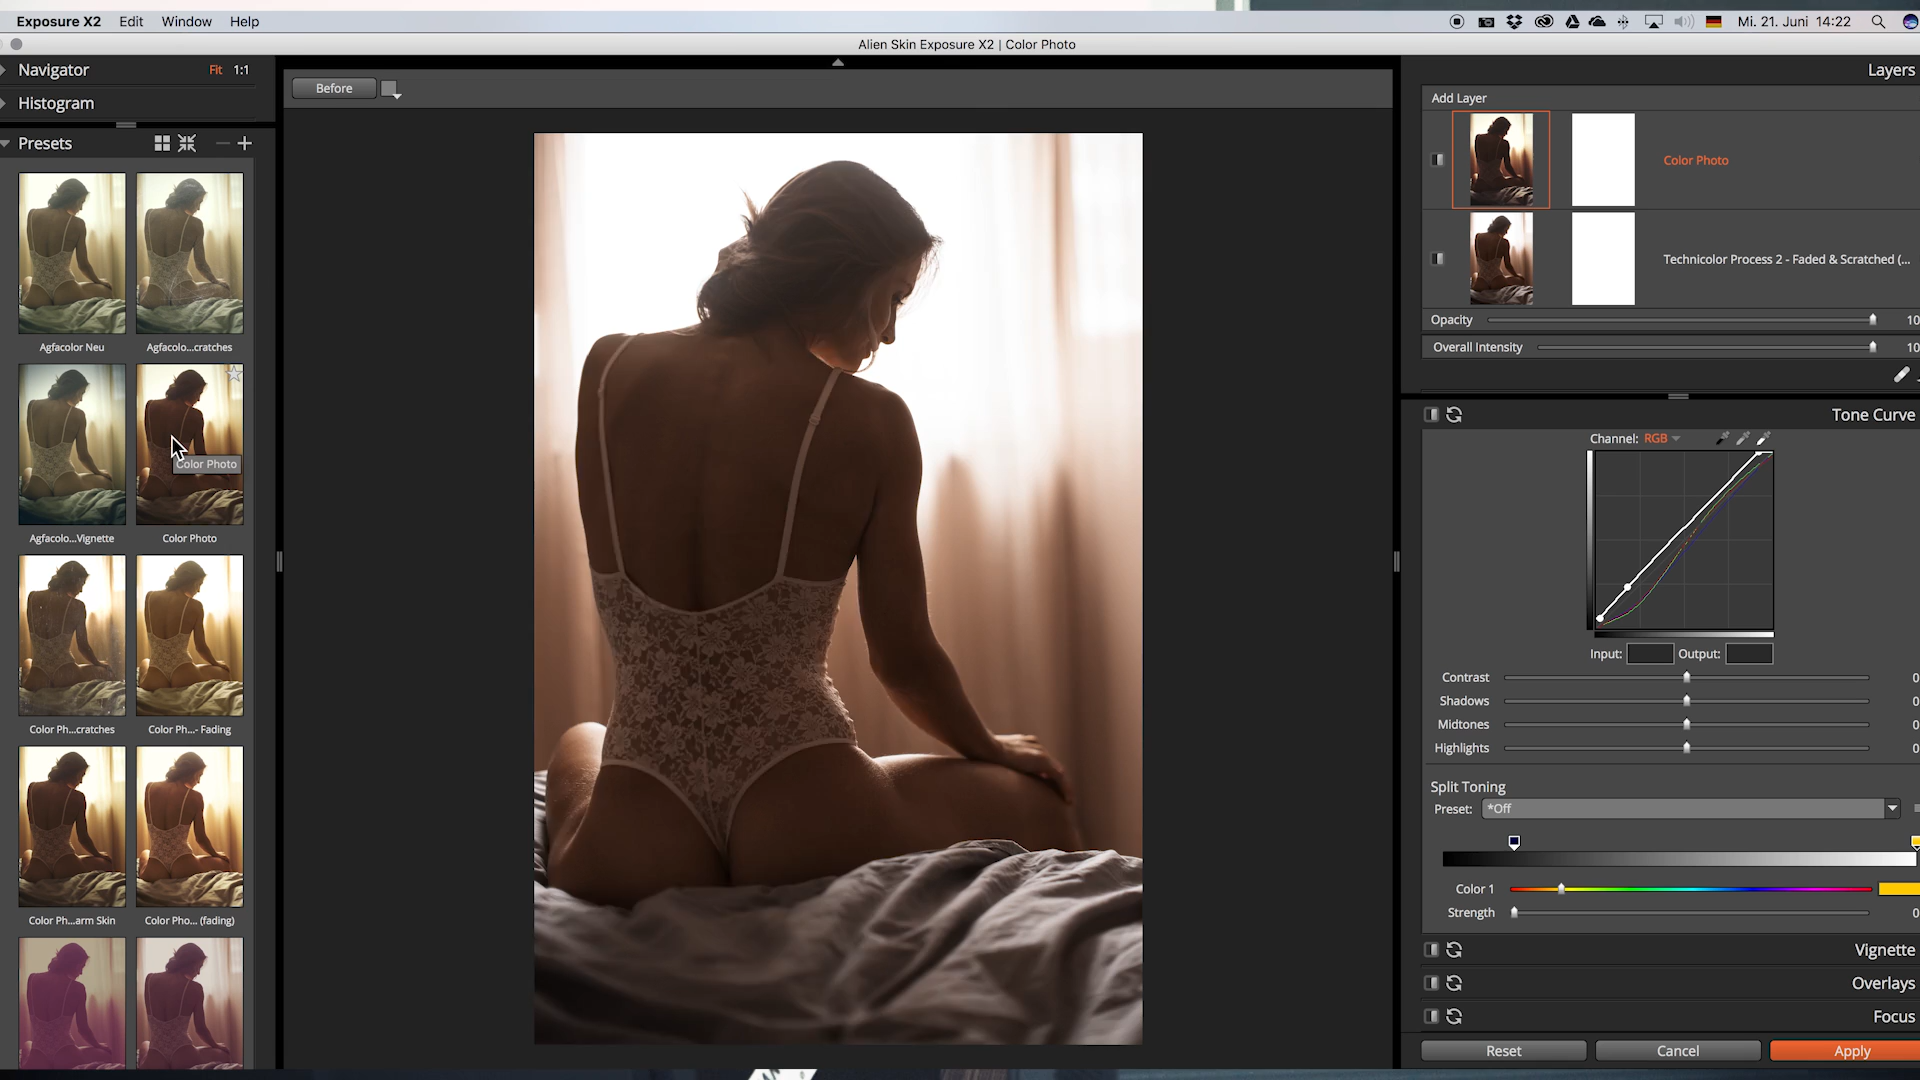 Exposure X2 Edit Window Help
Mi. 21. Juni 14:22
Alien Skin Exposure X2 | Color Photo
Navigator
Fit 1:1
Histogram
Presets
Agfacolor Neu
Agfacolo...cratches
Agfacolo...Vignette
Color Photo
Color Photo
Color Ph...cratches
Color Ph...- Fading
Color Ph...arm Skin
Color Pho... (fading)
Before
Layers
Add Layer
Color Photo
Technicolor Process 2 - Faded & Scratched (...
Opacity
10
Overall Intensity
10
Tone Curve
Channel: RGB
Input:
Output:
Contrast
0
Shadows
0
Midtones
0
Highlights
0
Split Toning
Preset: *Off
Color 1
Strength
0
Vignette
Overlays
Focus
Reset
Cancel
Apply